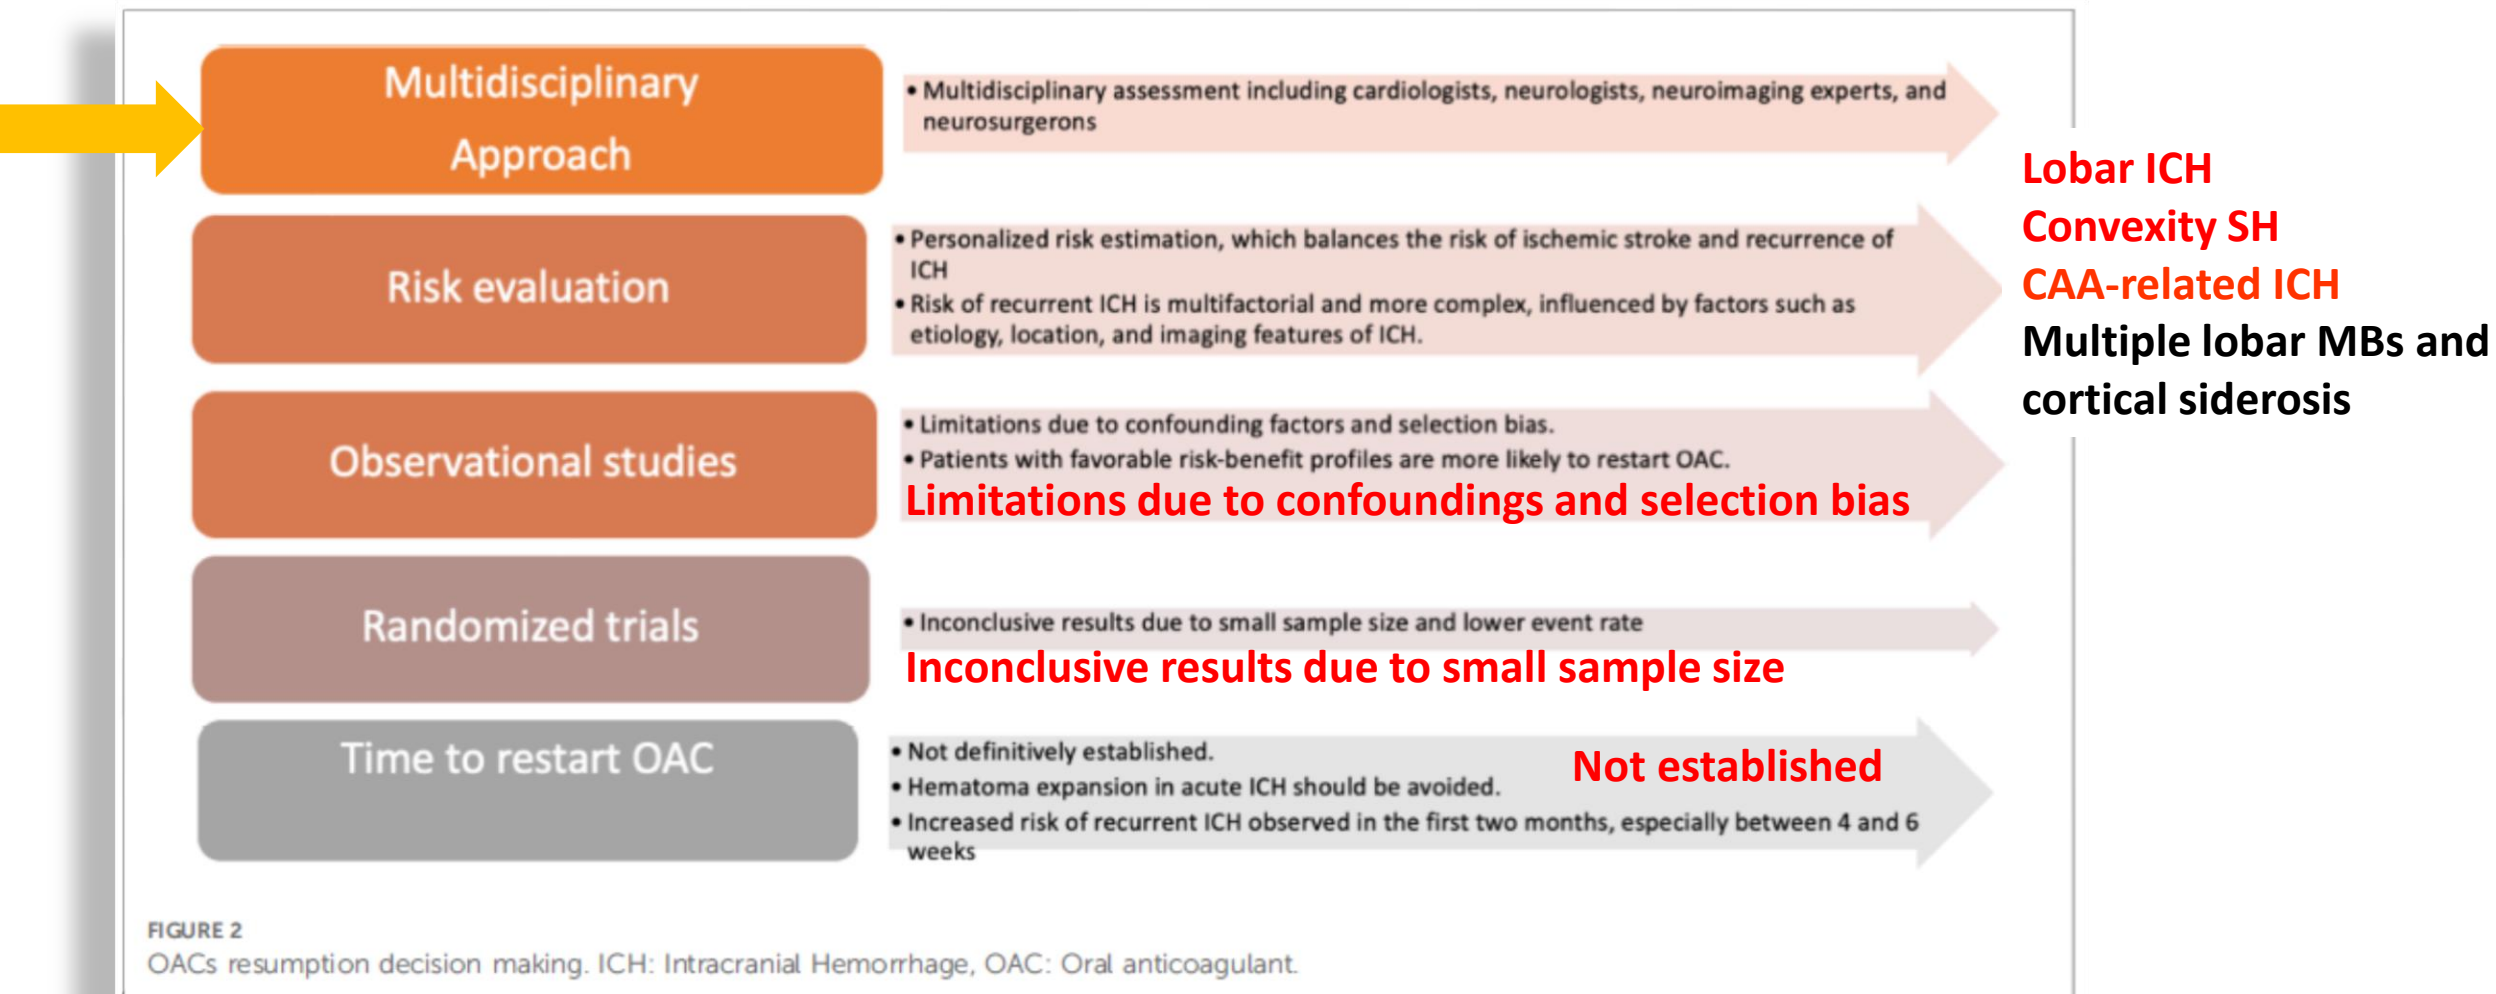 Multidisciplinary
Approach
• Multidisciplinary assessment including cardiologists, neurologists, neuroimaging experts, and
neurosurgerons
Risk evaluation
• Personalized risk estimation, which balances the risk of ischemic stroke and recurrence of
ICH
• Risk of recurrent ICH is multifactorial and more complex, influenced by factors such as
etiology, location, and imaging features of ICH.
Lobar ICH
Convexity SH
CAA-related ICH
Multiple lobar MBs and
cortical siderosis
Observational studies
• Limitations due to confounding factors and selection bias.
• Patients with favorable risk-benefit profiles are more likely to restart OAC.
Limitations due to confoundings and selection bias
Randomized trials
• Inconclusive results due to small sample size and lower event rate
Inconclusive results due to small sample size
Time to restart OAC
• Not definitively established.
Not established
• Hematoma expansion in acute ICH should be avoided.
• Increased risk of recurrent ICH observed in the first two months, especially between 4 and 6
weeks
FIGURE 2
OACs resumption decision making. ICH: Intracranial Hemorrhage, OAC: Oral anticoagulant.